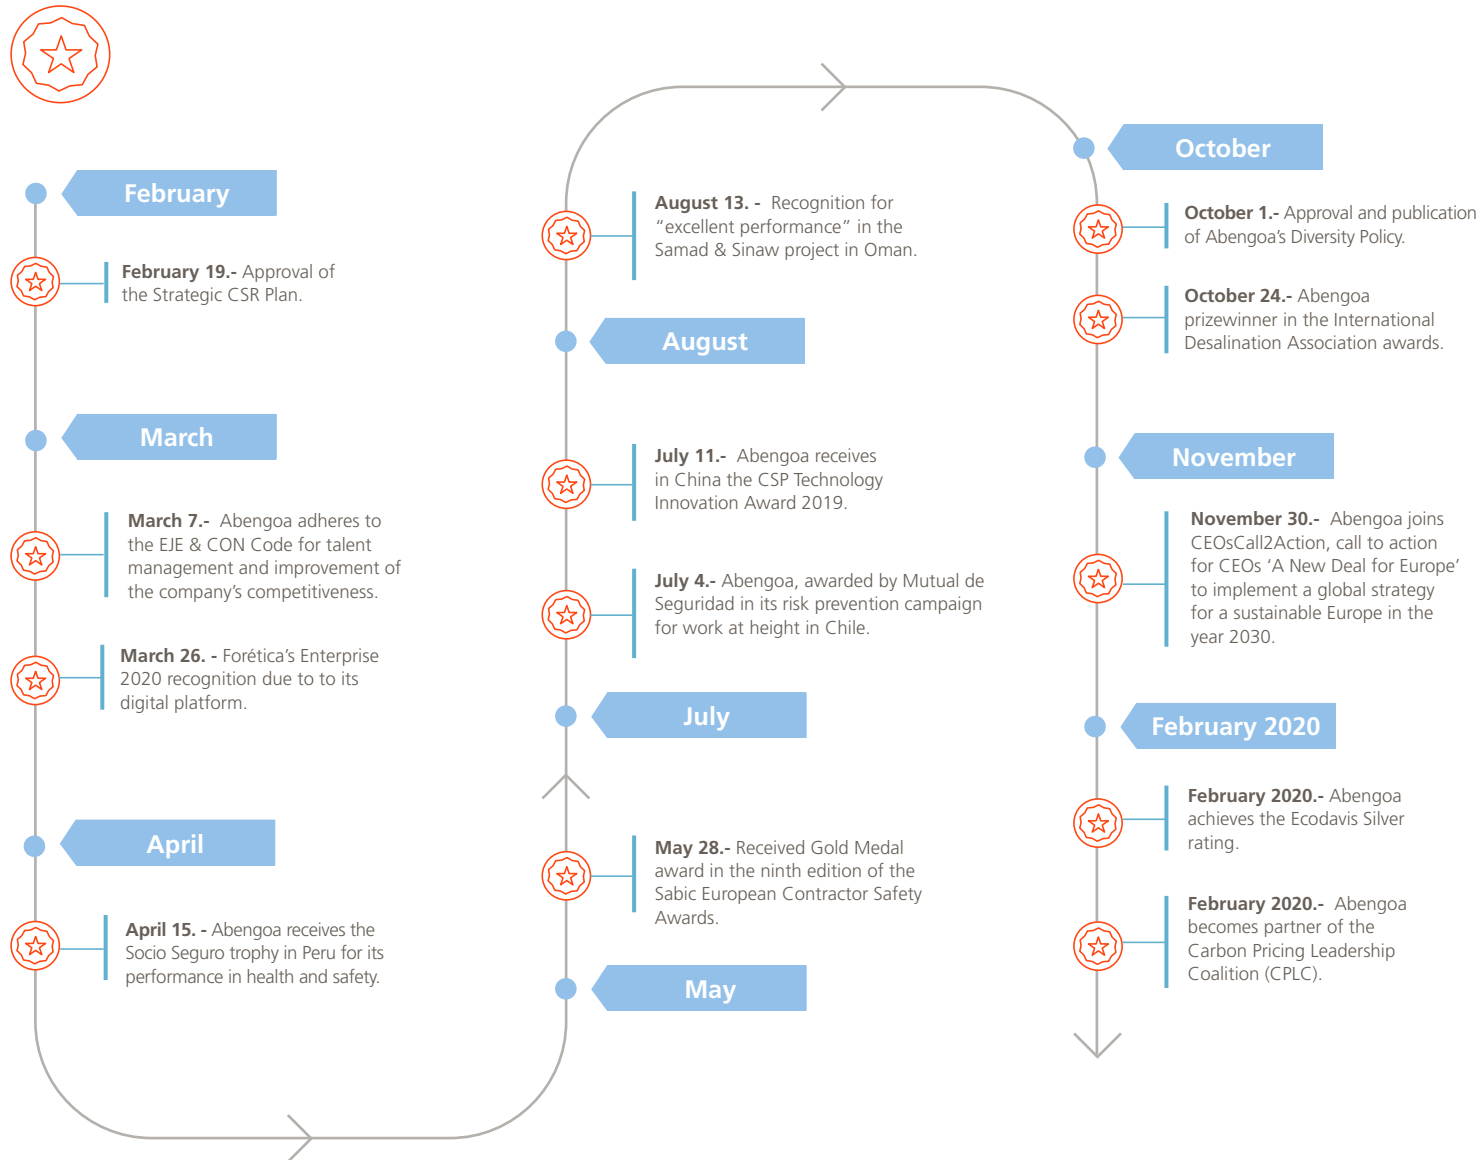 February
February 19.- Approval of
the Strategic CSR Plan.
March
March 7.- Abengoa adheres to
the EJE & CON Code for talent
management and improvement of
the company’s competitiveness.
March 26. - Forética’s Enterprise
2020 recognition due to to its
digital platform.
April
April 15. - Abengoa receives the
Socio Seguro trophy in Peru for its
performance in health and safety.
May
May 28.- Received Gold Medal
award in the ninth edition of the
Sabic European Contractor Safety
Awards.
July
July 4.- Abengoa, awarded by Mutual de
Seguridad in its risk prevention campaign
for work at height in Chile.
July 11.- Abengoa receives
in China the CSP Technology
Innovation Award 2019.
August
August 13. - Recognition for
“excellent performance” in the
Samad & Sinaw project in Oman.
October
October 1.- Approval and publication
of Abengoa’s Diversity Policy.
October 24.- Abengoa
prizewinner in the International
Desalination Association awards.
November
November 30.- Abengoa joins
CEOsCall2Action, call to action
for CEOs ‘A New Deal for Europe’
to implement a global strategy
for a sustainable Europe in the
year 2030.
February 2020
February 2020.- Abengoa
achieves the Ecodavis Silver
rating.
February 2020.- Abengoa
becomes partner of the
Carbon Pricing Leadership
Coalition (CPLC).